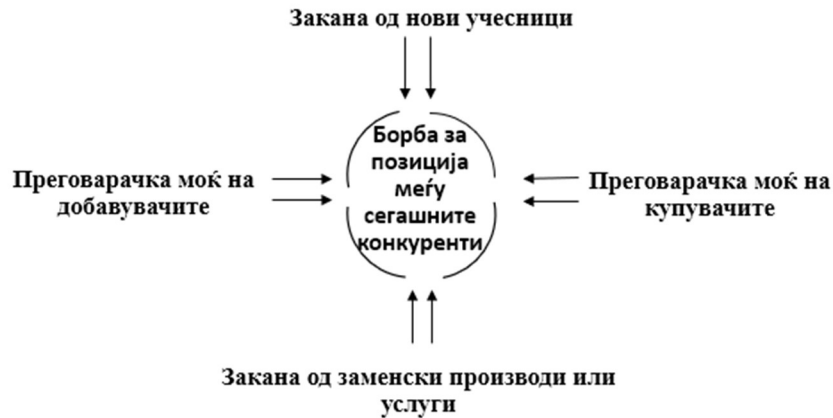 Закана од нови учесници
Борба за
позиција
меѓу
сегашните
конкуренти
Преговарачка моќ на
добавувачите
Преговарачка моќ на
купувачите
Закана од заменски производи или
услуги